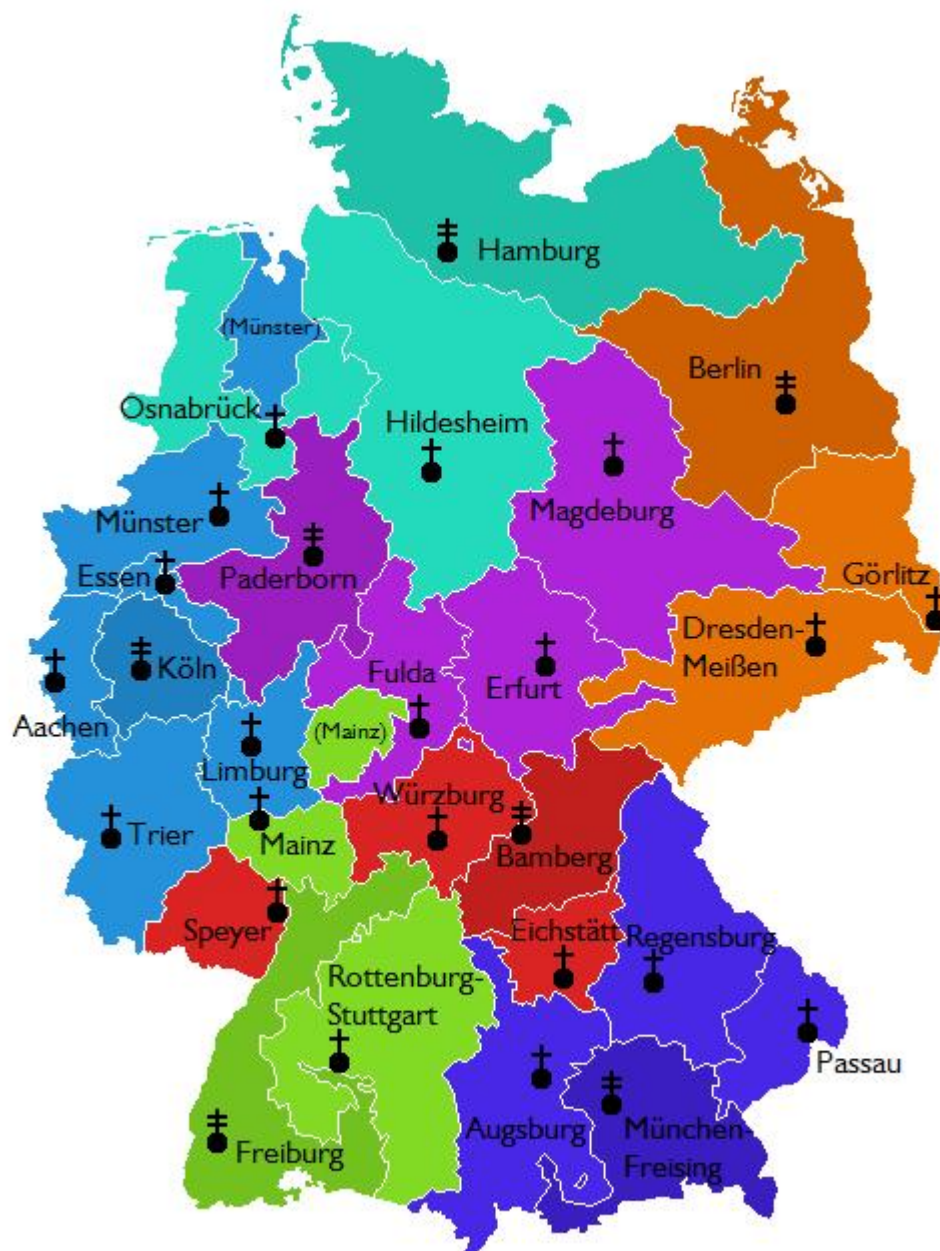 Hamburg
(Münster)
Berlin
Osnabrück
Hildesheim
Münster
Magdeburg
Essen
Paderborn
Görlitz
Dresden-
Meißen
Köln
Fulda
Erfurt
Aachen
(Mainz)
Limburg
Würzburg
Trier
Mainz
Bamberg
Speyer
Eichstätt
Regensburg
Rottenburg-
Stuttgart
Passau
Augsburg
München-
Freising
Freiburg